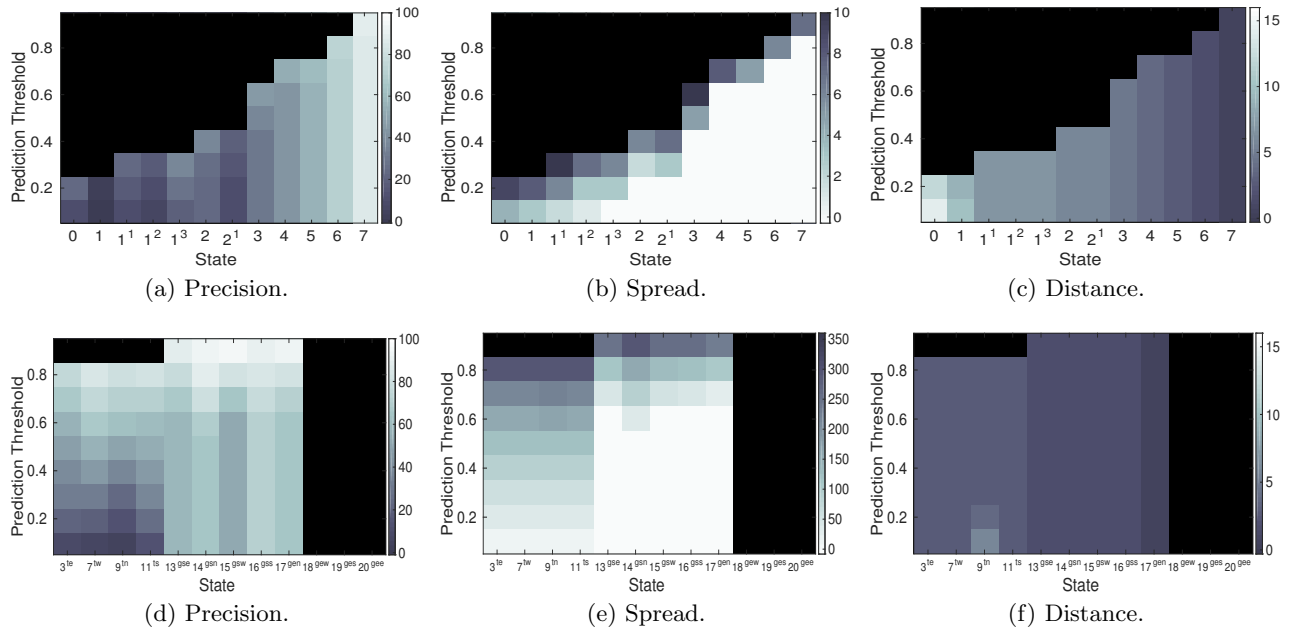 100
10
15
0.8
80
8
0.6
60
6
10
0.4
40
4
5
0.2
20
2
0
0
0
0 1 1¹ 1² 1³ 2 2¹ 3 4 5 6 7
State
Prediction Threshold
(a) Precision.
0.8
0.6
0.4
0.2
0 1 1¹ 1² 1³ 2 2¹ 3 4 5 6 7
State
Prediction Threshold
(b) Spread.
0.8
0.6
0.4
0.2
0 1 1¹ 1² 1³ 2 2¹ 3 4 5 6 7
State
Prediction Threshold
(c) Distance.
Prediction Threshold
0.8
0.6
0.4
0.2
3te 7tw 9tn 11ts 13gse 14gsn 15gsw 16gss 17gen 18gew 19ges 20gee
State
100
80
60
40
20
0
(d) Precision.
Prediction Threshold
0.8
0.6
0.4
0.2
3te 7tw 9tn 11ts 13gse 14gsn 15gsw 16gss 17gen 18gew 19ges 20gee
State
350
300
250
200
150
100
50
0
(e) Spread.
Prediction Threshold
0.8
0.6
0.4
0.2
3te 7tw 9tn 11ts 13gse 14gsn 15gsw 16gss 17gen 18gew 19ges 20gee
State
15
10
5
0
(f) Distance.